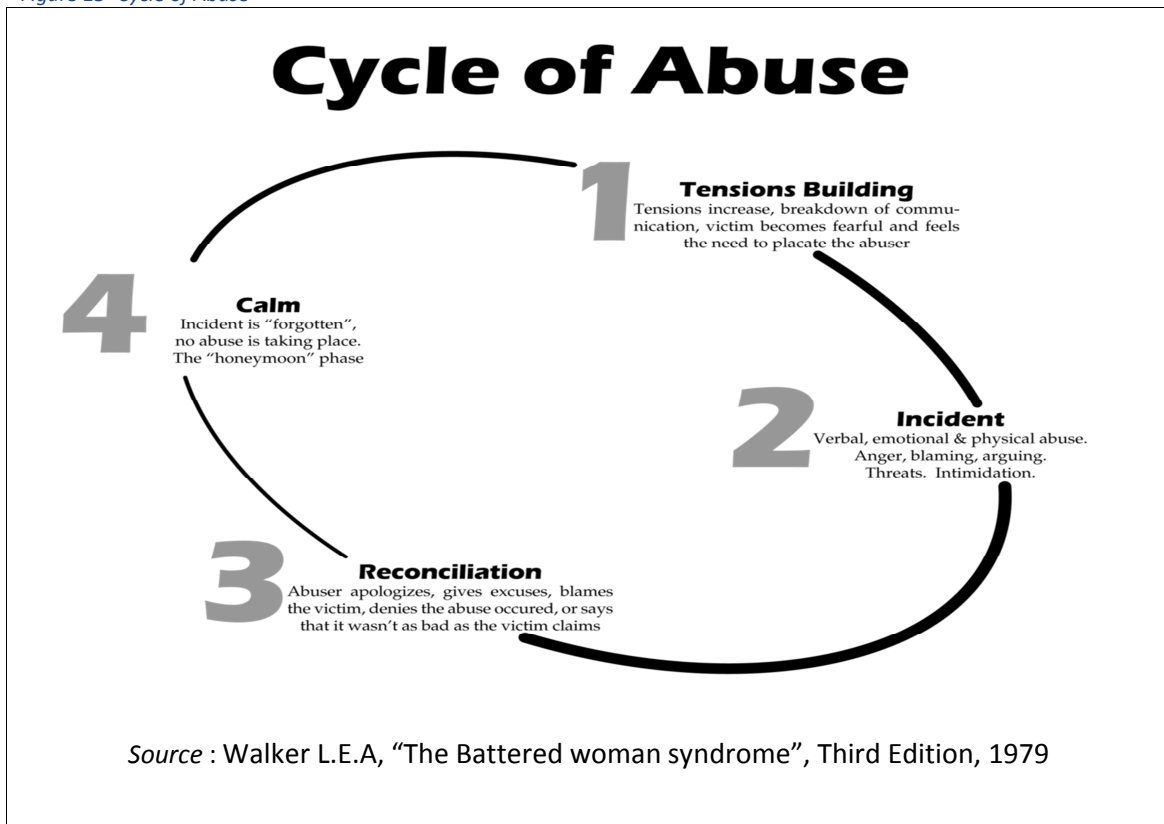 Cycle of Abuse
1
Tensions Building
Tensions increase, breakdown of commu-
nication, victim becomes fearful and feels
the need to placate the abuser
2
Incident
Verbal, emotional & physical abuse.
Anger, blaming, arguing.
Threats. Intimidation.
3
Reconciliation
Abuser apologizes, gives excuses, blames
the victim, denies the abuse occured, or says
that it wasn't as bad as the victim claims
4
Calm
Incident is “forgotten”,
no abuse is taking place.
The “honeymoon” phase
Source : Walker L.E.A, “The Battered woman syndrome”, Third Edition, 1979